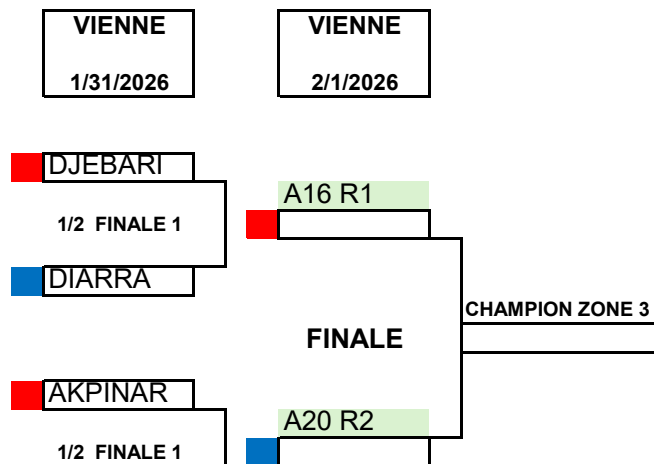 VIENNE
1/31/2026
VIENNE
2/1/2026
DJEBARI
1/2 FINALE 1
DIARRA
A16 R1
FINALE
CHAMPION ZONE 3
AKPINAR
1/2 FINALE 1
A20 R2